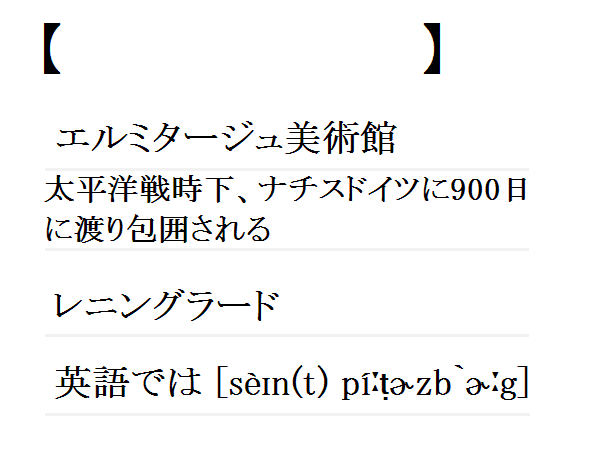 【 】
エルミタージュ美術館
太平洋戦時下、ナチスドイツに900日
に渡り包囲される
レニングラード
英語では [sèɪn(t) píːṭɚzb`ɚːg]